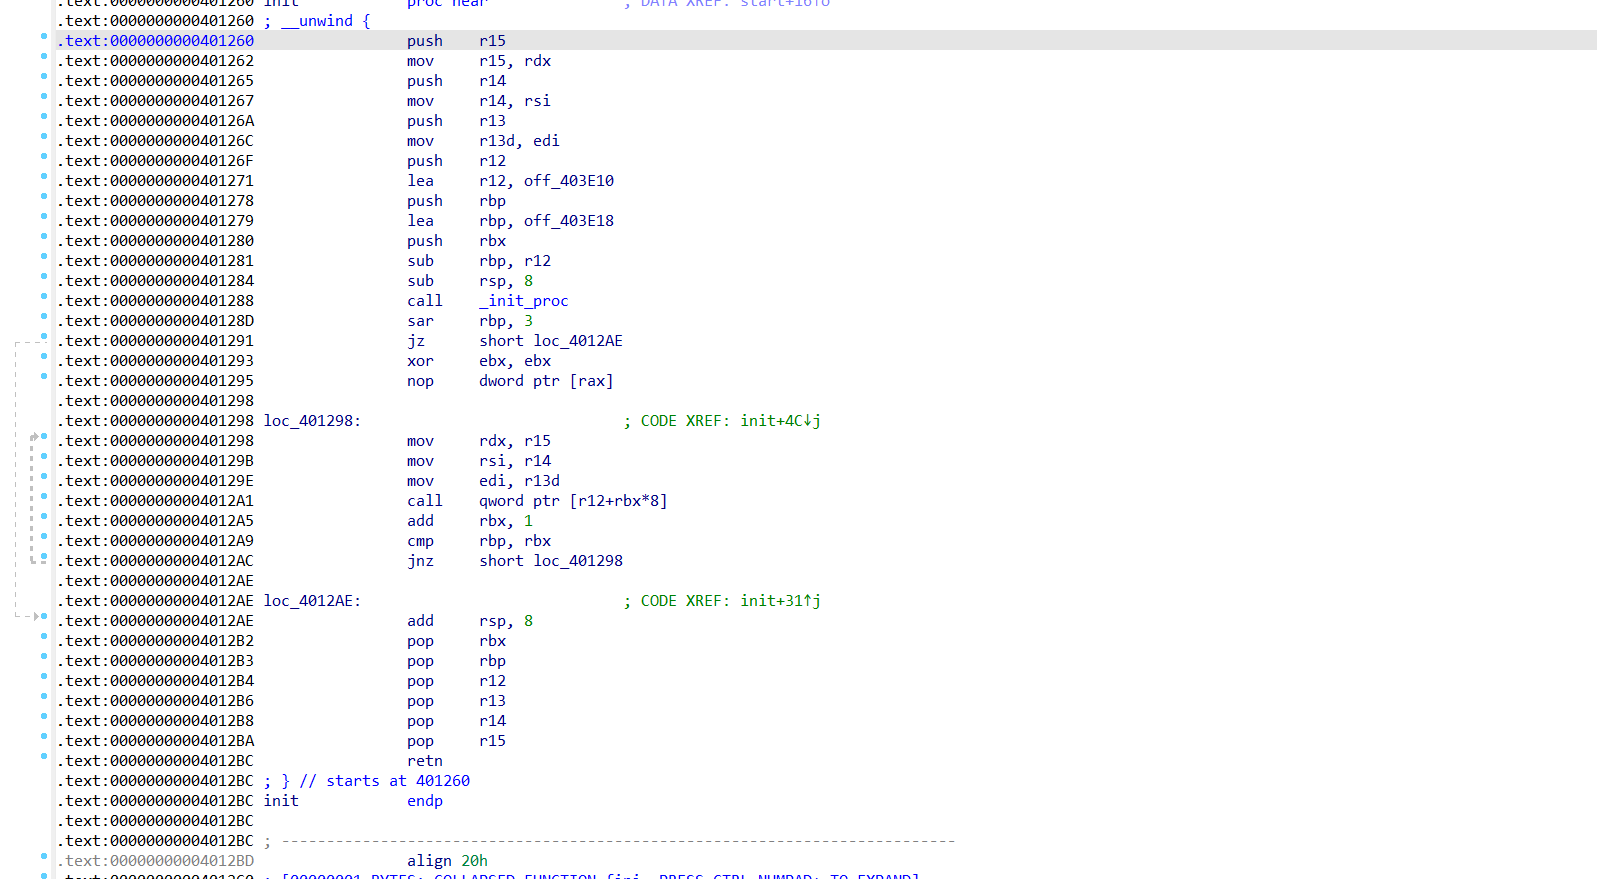 .text:0000000000401260 init proc near ; DATA XREF: start+16↑o
.text:0000000000401260 ; __unwind {
.text:0000000000401260 push r15
.text:0000000000401262 mov r15, rdx
.text:0000000000401265 push r14
.text:0000000000401267 mov r14, rsi
.text:000000000040126A push r13
.text:000000000040126C mov r13d, edi
.text:000000000040126F push r12
.text:0000000000401271 lea r12, off_403E10
.text:0000000000401278 push rbp
.text:0000000000401279 lea rbp, off_403E18
.text:0000000000401280 push rbx
.text:0000000000401281 sub rbp, r12
.text:0000000000401284 sub rsp, 8
.text:0000000000401288 call _init_proc
.text:000000000040128D sar rbp, 3
.text:0000000000401291 jz short loc_4012AE
.text:0000000000401293 xor ebx, ebx
.text:0000000000401295 nop dword ptr [rax]
.text:0000000000401298
.text:0000000000401298 loc_401298: ; CODE XREF: init+4C↓j
.text:0000000000401298 mov rdx, r15
.text:000000000040129B mov rsi, r14
.text:000000000040129E mov edi, r13d
.text:00000000004012A1 call qword ptr [r12+rbx*8]
.text:00000000004012A5 add rbx, 1
.text:00000000004012A9 cmp rbp, rbx
.text:00000000004012AC jnz short loc_401298
.text:00000000004012AE
.text:00000000004012AE loc_4012AE: ; CODE XREF: init+31↑j
.text:00000000004012AE add rsp, 8
.text:00000000004012B2 pop rbx
.text:00000000004012B3 pop rbp
.text:00000000004012B4 pop r12
.text:00000000004012B6 pop r13
.text:00000000004012B8 pop r14
.text:00000000004012BA pop r15
.text:00000000004012BC retn
.text:00000000004012BC ; } // starts at 401260
.text:00000000004012BC init endp
.text:00000000004012BC
.text:00000000004012BC ; ---------------------------------------------------------------------------
.text:00000000004012BD align 20h
; [00000001 BYTES: COLLAPSED FUNCTION fini. PRESS CTRL-NUMPAD+ TO EXPAND]